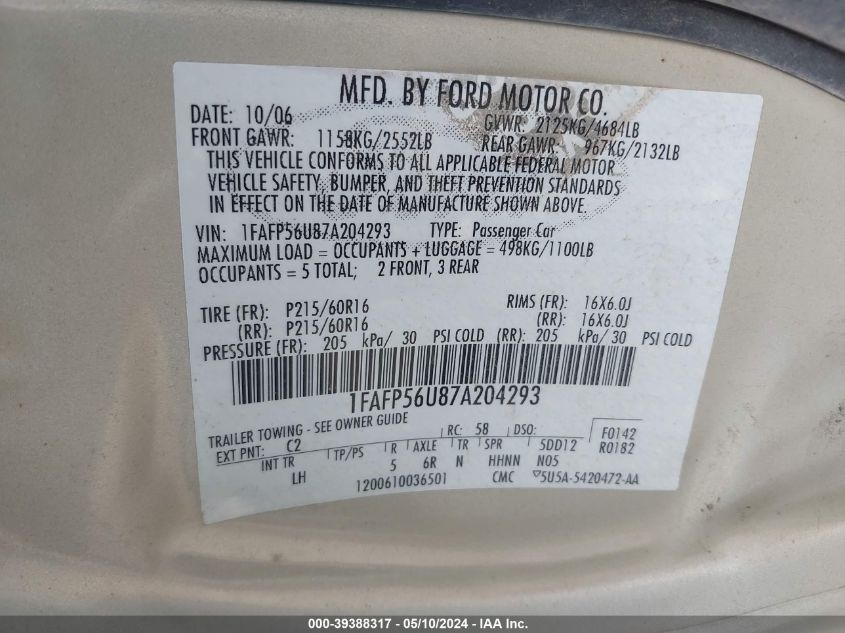 MFD. BY FORD MOTOR CO.
DATE: 10/06 GVWR: 2125KG/4684LB
FRONT GAWR: 1158KG/2552LB REAR GAWR: 967KG/2132LB
THIS VEHICLE CONFORMS TO ALL APPLICABLE FEDERAL MOTOR
VEHICLE SAFETY, BUMPER, AND THEFT PREVENTION STANDARDS
IN EFFECT ON THE DATE OF MANUFACTURE SHOWN ABOVE.
VIN: 1FAFP56U87A204293 TYPE: Passenger Car
MAXIMUM LOAD = OCCUPANTS + LUGGAGE = 498KG/1100LB
OCCUPANTS = 5 TOTAL; 2 FRONT, 3 REAR
TIRE (FR): P215/60R16 RIMS (FR): 16X6.0J
(RR): P215/60R16 (RR): 16X6.0J
PRESSURE (FR): 205 kPa/ 30 PSI COLD (RR): 205 kPa/ 30 PSI COLD
1FAFP56U87A204293
TRAILER TOWING - SEE OWNER GUIDE RC: 58 DSO: F0142
EXT PNT: C2 R0182
INT TR TP/PS R AXLE TR SPR 5DD12
LH 5 6R N HHNN N05
1200610036501 CMC ▽5U5A-5420472-AA
000-39388317 - 05/10/2024 - IAA Inc.